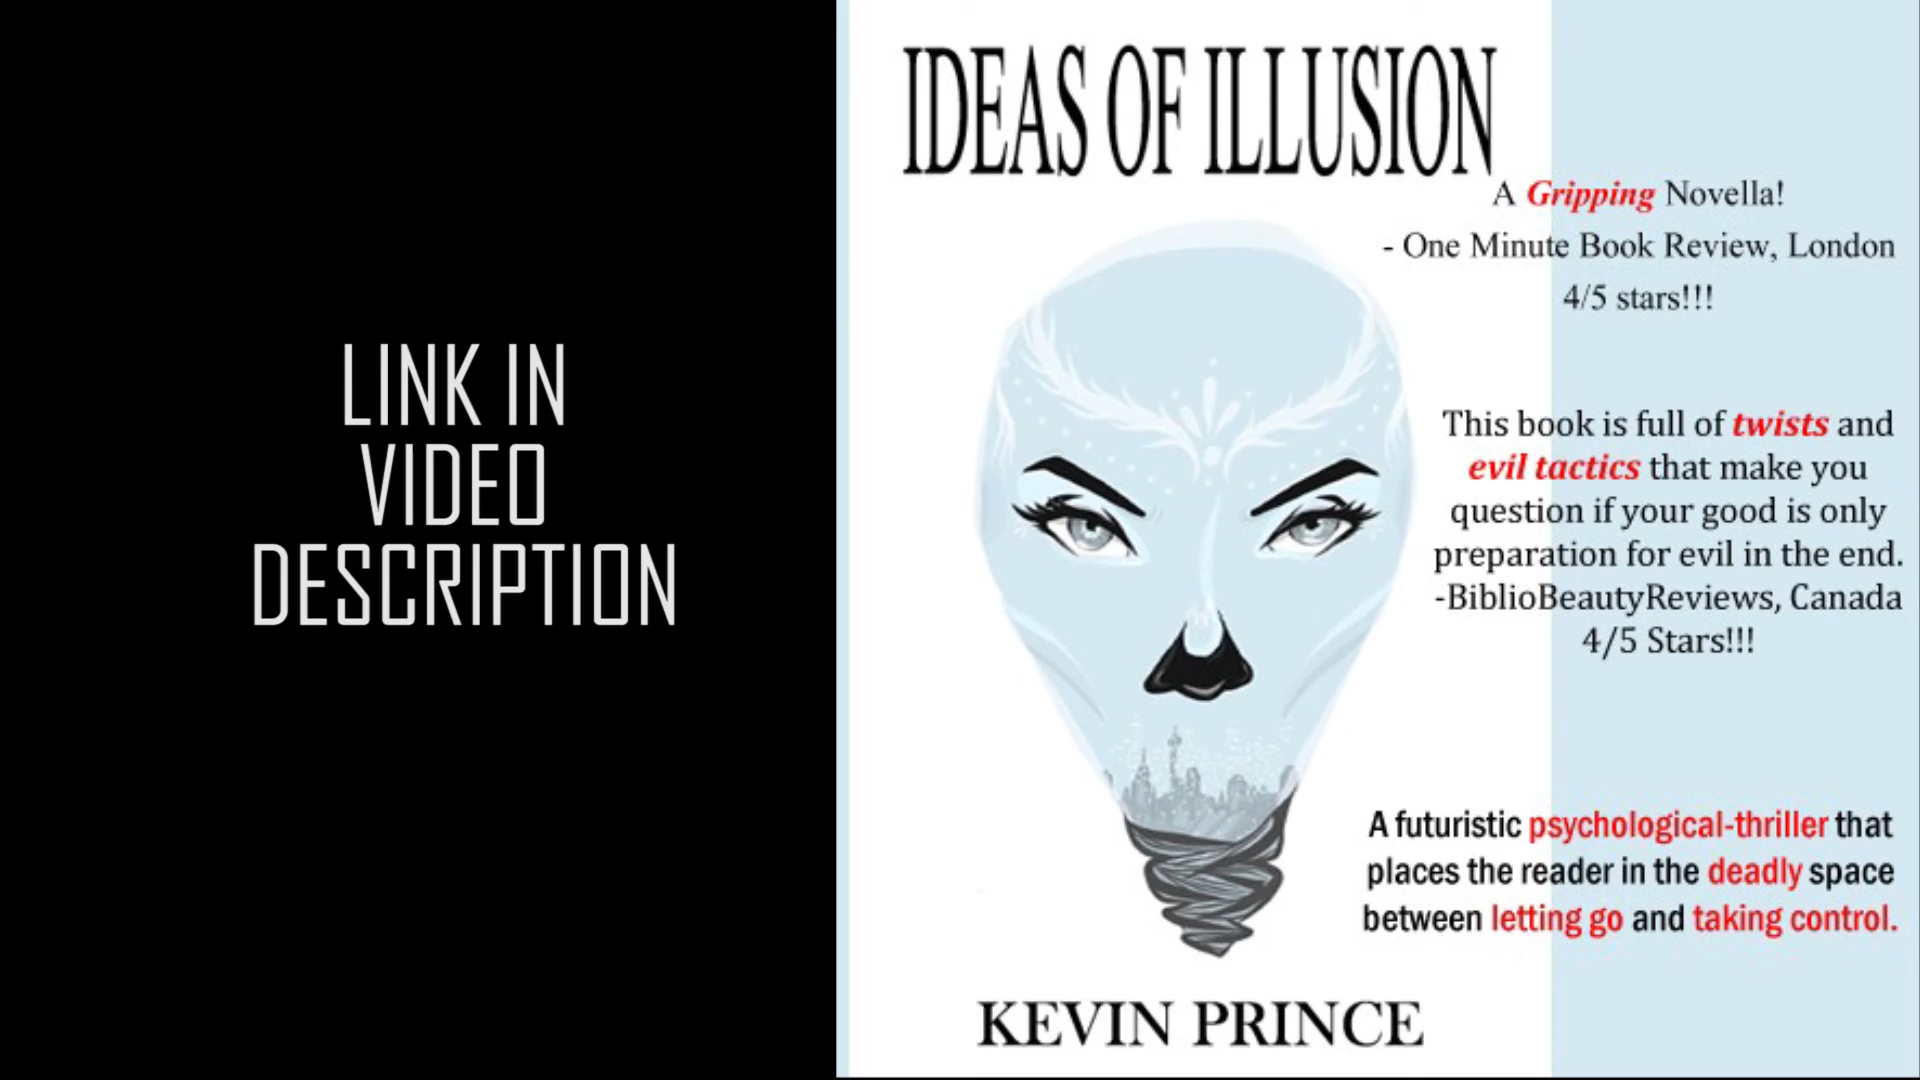 LINK IN
VIDEO
DESCRIPTION
IDEAS OF ILLUSION
A Gripping Novella!
- One Minute Book Review, London
4/5 stars!!!
This book is full of twists and
evil tactics that make you
question if your good is only
preparation for evil in the end.
-BiblioBeautyReviews, Canada
4/5 Stars!!!
A futuristic psychological-thriller that
places the reader in the deadly space
between letting go and taking control.
KEVIN PRINCE